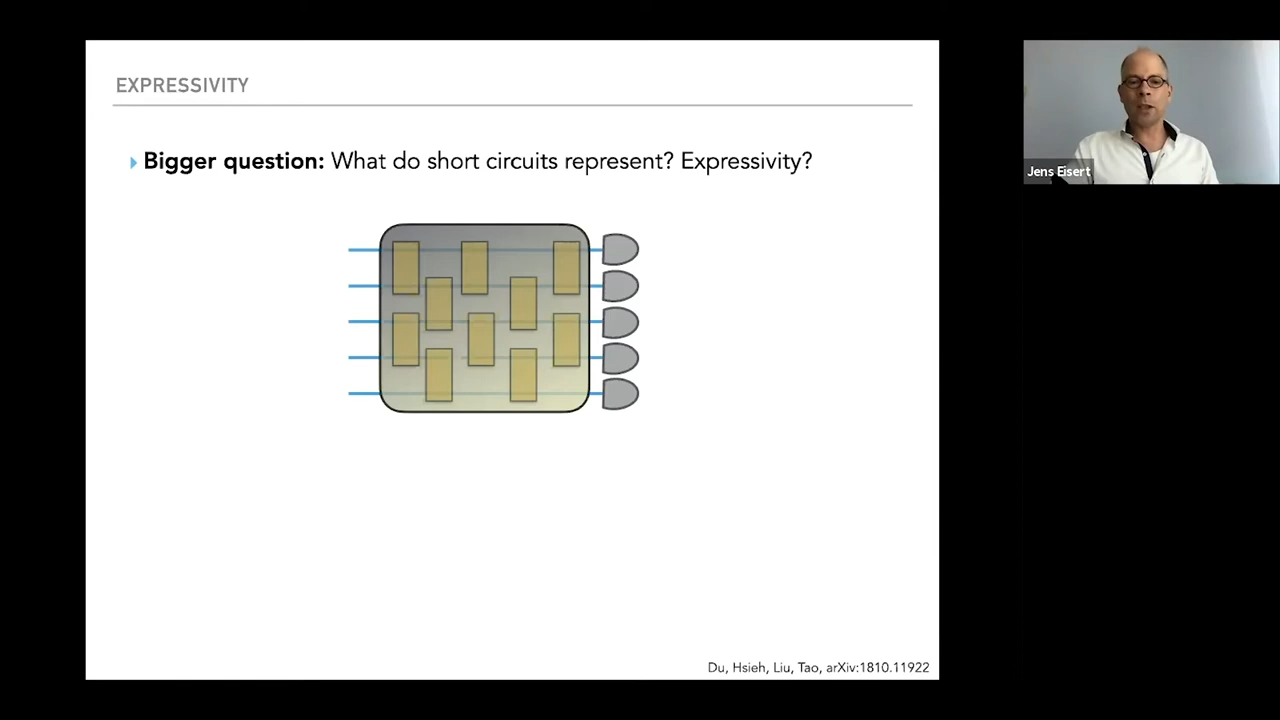 EXPRESSIVITY
Bigger question: What do short circuits represent? Expressivity?
Jens Eisert
Du, Hsieh, Liu, Tao, arXiv:1810.11922